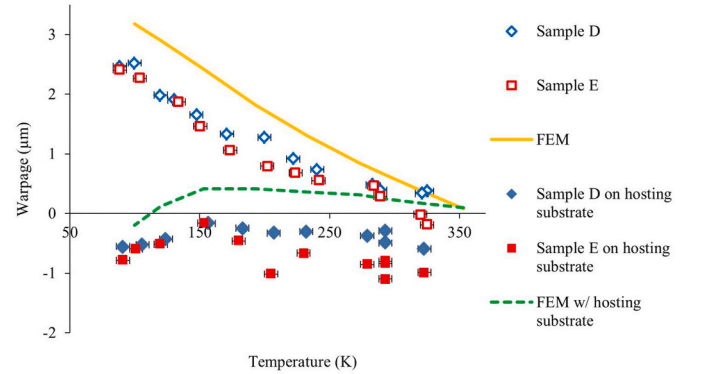 3
2
1
0
-1
-2
50
150
250
350
Warpage (μm)
Temperature (K)
Sample D
Sample E
FEM
Sample D on hosting
substrate
Sample E on hosting
substrate
FEM w/ hosting
substrate